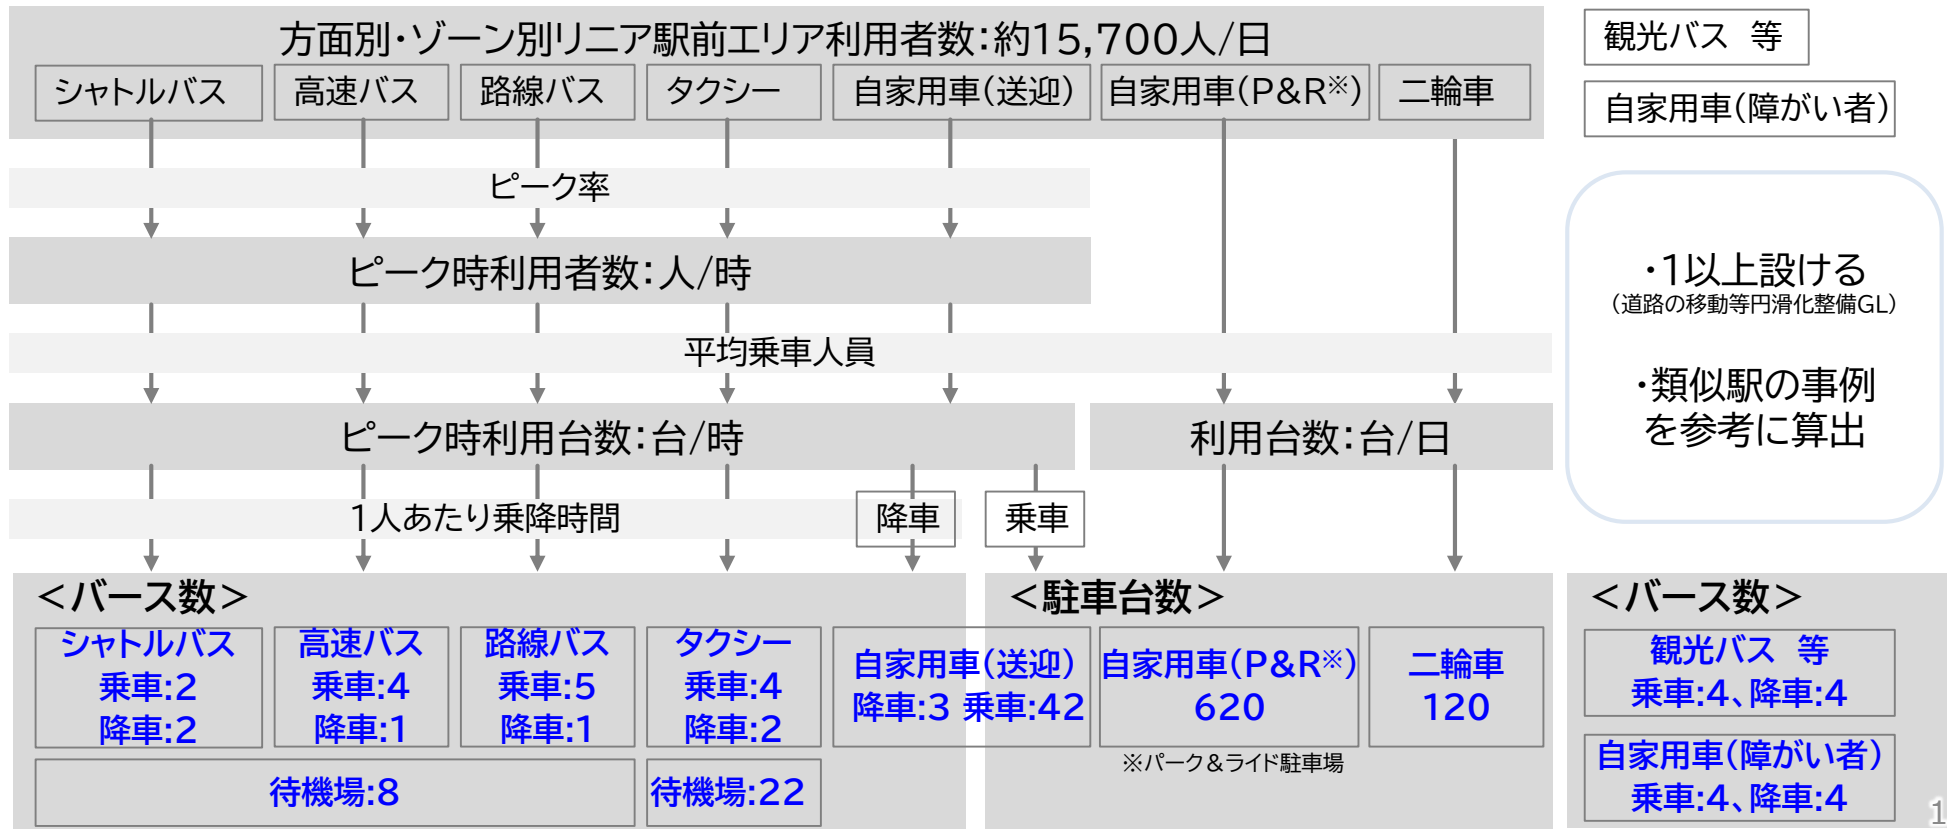 方面別・ゾーン別リニア駅前エリア利用者数：約15,700人/日
シャトルバス
高速バス
路線バス
タクシー
自家用車（送迎）
自家用車（P&R※）
二輪車
観光バス 等
自家用車（障がい者）
ピーク率
ピーク時利用者数：人/時
平均乗車人員
ピーク時利用台数：台/時
利用台数：台/日
1人あたり乗降時間
降車
乗車
・1以上設ける
（道路の移動等円滑化整備GL）
・類似駅の事例
を参考に算出
＜バース数＞
シャトルバス
乗車:2
降車:2
高速バス
乗車:4
降車:1
路線バス
乗車:5
降車:1
タクシー
乗車:4
降車:2
待機場:8
待機場:22
＜駐車台数＞
自家用車（送迎）
降車:3 乗車:42
自家用車（P&R※）
620
二輪車
120
※パーク＆ライド駐車場
＜バース数＞
観光バス 等
乗車:4、降車:4
自家用車（障がい者）
乗車:4、降車:4
1